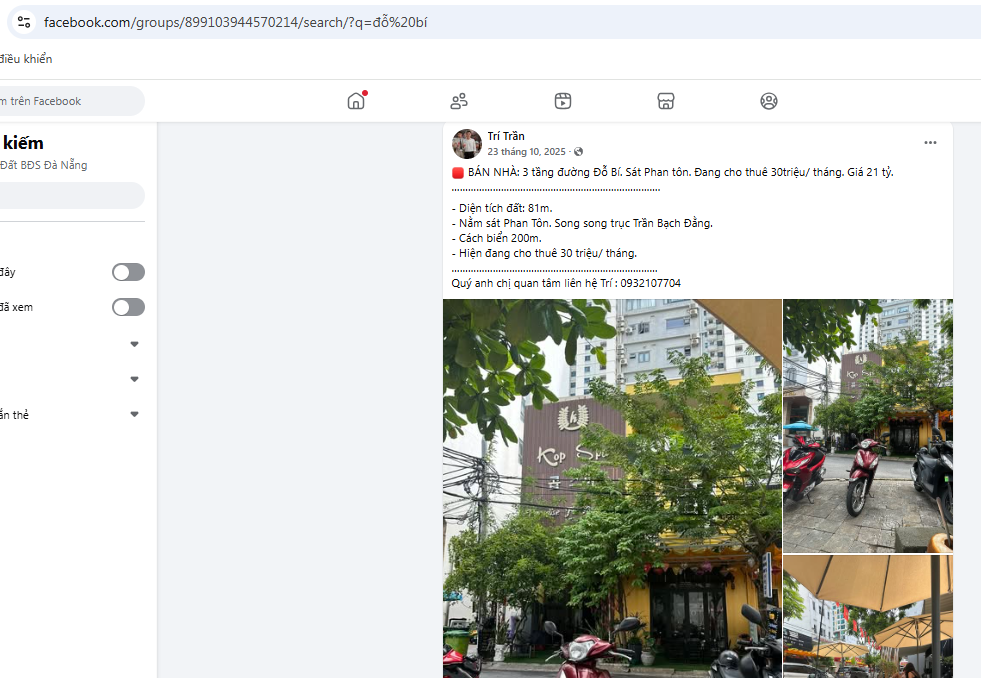 facebook.com/groups/899103944570214/search/?q=đỗ%20bí
điều khiển
m trên Facebook
kiếm
Đất BĐS Đà Nẵng
đây
đã xem
ắn thẻ
Trí Trần
23 tháng 10, 2025 ·
BÁN NHÀ: 3 tầng đường Đỗ Bí. Sát Phan tôn. Đang cho thuê 30triệu/ tháng. Giá 21 tỷ.
...........................................................................
- Diện tích đất: 81m.
- Nằm sát Phan Tôn. Song song trục Trần Bạch Đằng.
- Cách biển 200m.
- Hiện đang cho thuê 30 triệu/ tháng.
..........................................................................
Quý anh chị quan tâm liên hệ Trí : 0932107704
Kop Spa
Kop Spa